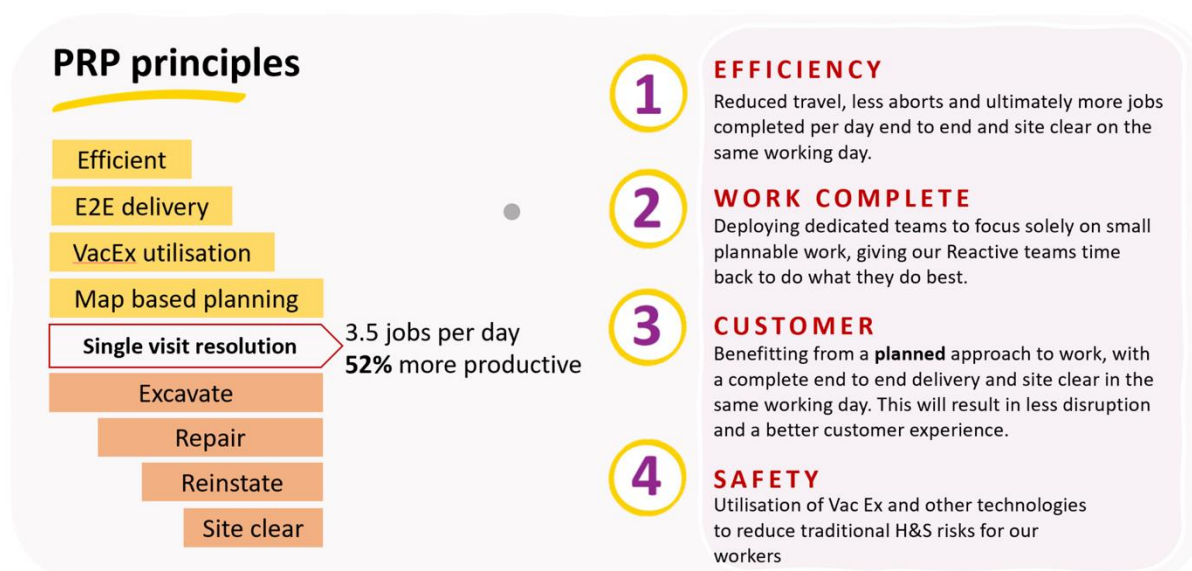 PRP principles
Efficient
E2E delivery
VacEx utilisation
Map based planning
Single visit resolution
3.5 jobs per day
52% more productive
Excavate
Repair
Reinstate
Site clear
1
EFFICIENCY
Reduced travel, less aborts and ultimately more jobs
completed per day end to end and site clear on the
same working day.
2
WORK COMPLETE
Deploying dedicated teams to focus solely on small
plannable work, giving our Reactive teams time
back to do what they do best.
3
CUSTOMER
Benefitting from a planned approach to work, with
a complete end to end delivery and site clear in the
same working day. This will result in less disruption
and a better customer experience.
4
SAFETY
Utilisation of Vac Ex and other technologies
to reduce traditional H&S risks for our
workers